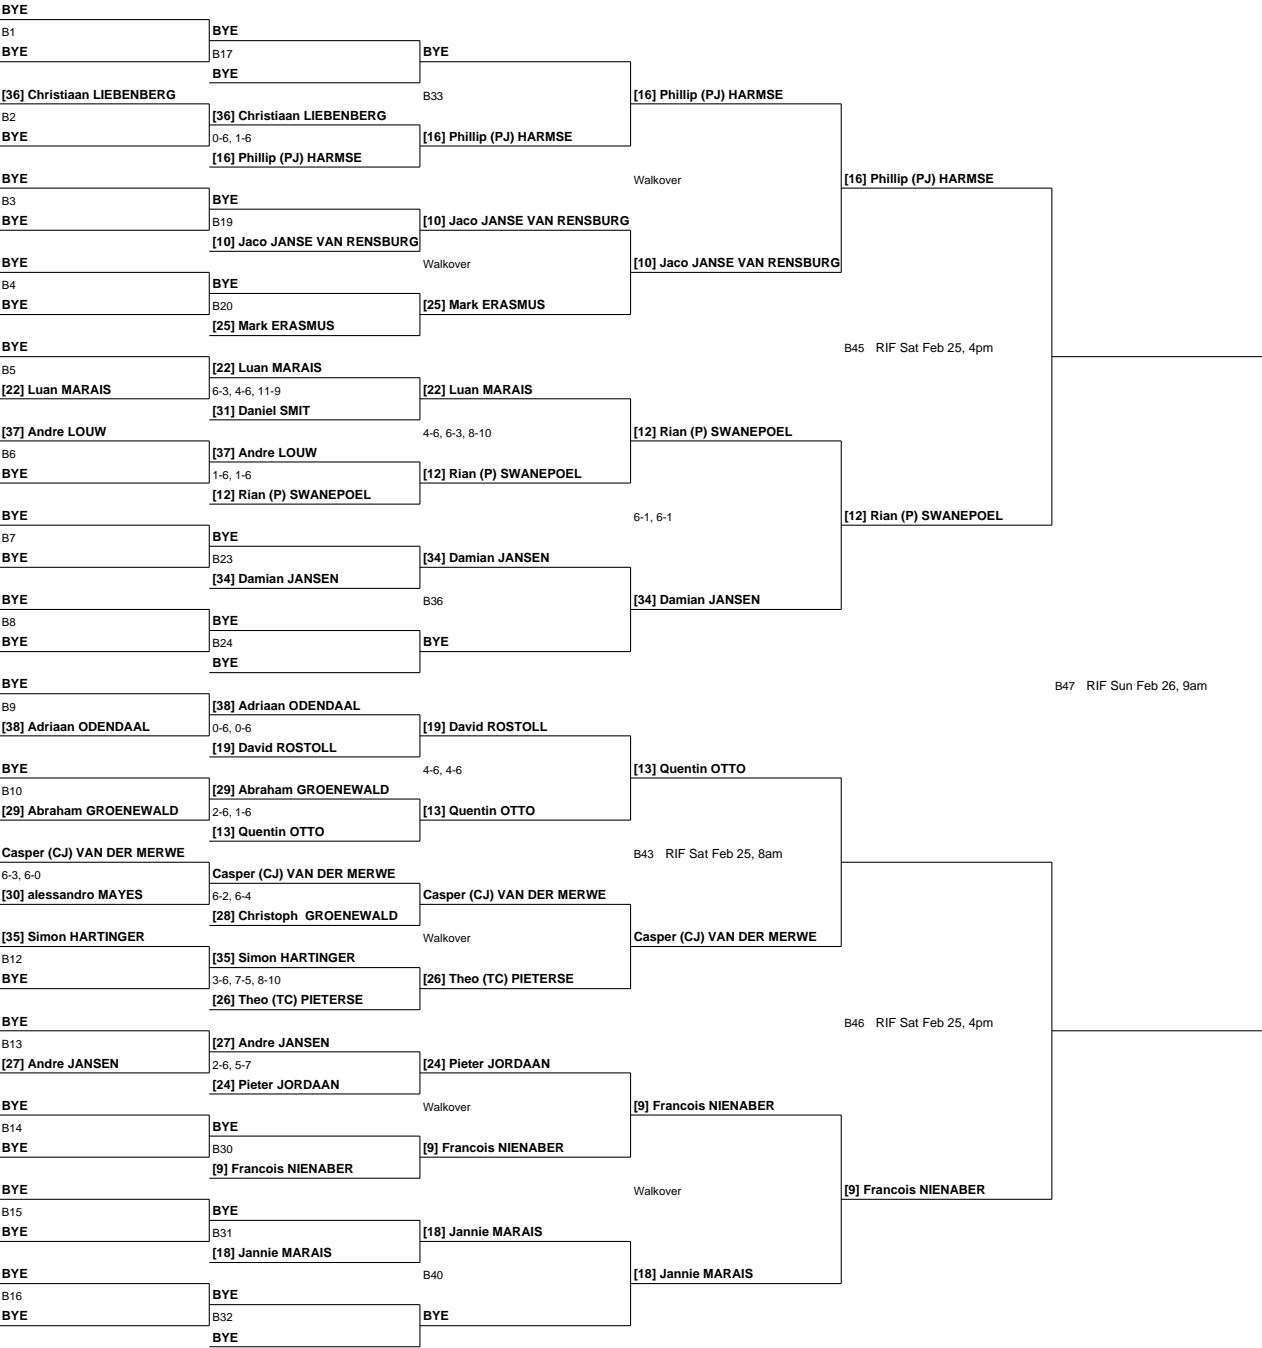 BYE
B1
BYE
BYE
B17
BYE
BYE
[36] Christiaan LIEBENBERG
B33
[16] Phillip (PJ) HARMSE
B2
[36] Christiaan LIEBENBERG
BYE
0-6, 1-6
[16] Phillip (PJ) HARMSE
[16] Phillip (PJ) HARMSE
BYE
Walkover
[16] Phillip (PJ) HARMSE
B3
BYE
BYE
B19
[10] Jaco JANSE VAN RENSBURG
[10] Jaco JANSE VAN RENSBURG
BYE
Walkover
[10] Jaco JANSE VAN RENSBURG
B4
BYE
BYE
B20
[25] Mark ERASMUS
[25] Mark ERASMUS
BYE
B45 RIF Sat Feb 25, 4pm
B5
[22] Luan MARAIS
[22] Luan MARAIS
6-3, 4-6, 11-9
[22] Luan MARAIS
[31] Daniel SMIT
[37] Andre LOUW
4-6, 6-3, 8-10
[12] Rian (P) SWANEPOEL
B6
[37] Andre LOUW
BYE
1-6, 1-6
[12] Rian (P) SWANEPOEL
[12] Rian (P) SWANEPOEL
BYE
6-1, 6-1
[12] Rian (P) SWANEPOEL
B7
BYE
BYE
B23
[34] Damian JANSEN
[34] Damian JANSEN
BYE
B36
[34] Damian JANSEN
B8
BYE
BYE
B24
BYE
BYE
BYE
B47 RIF Sun Feb 26, 9am
B9
[38] Adriaan ODENDAAL
[38] Adriaan ODENDAAL
0-6, 0-6
[19] David ROSTOLL
[19] David ROSTOLL
BYE
4-6, 4-6
[13] Quentin OTTO
B10
[29] Abraham GROENEWALD
[29] Abraham GROENEWALD
2-6, 1-6
[13] Quentin OTTO
[13] Quentin OTTO
Casper (CJ) VAN DER MERWE
B43 RIF Sat Feb 25, 8am
6-3, 6-0
Casper (CJ) VAN DER MERWE
[30] alessandro MAYES
6-2, 6-4
Casper (CJ) VAN DER MERWE
[28] Christoph GROENEWALD
[35] Simon HARTINGER
Walkover
Casper (CJ) VAN DER MERWE
B12
[35] Simon HARTINGER
BYE
3-6, 7-5, 8-10
[26] Theo (TC) PIETERSE
[26] Theo (TC) PIETERSE
BYE
B46 RIF Sat Feb 25, 4pm
B13
[27] Andre JANSEN
[27] Andre JANSEN
2-6, 5-7
[24] Pieter JORDAAN
[24] Pieter JORDAAN
BYE
Walkover
[9] Francois NIENABER
B14
BYE
BYE
B30
[9] Francois NIENABER
[9] Francois NIENABER
BYE
Walkover
[9] Francois NIENABER
B15
BYE
BYE
B31
[18] Jannie MARAIS
[18] Jannie MARAIS
BYE
B40
[18] Jannie MARAIS
B16
BYE
BYE
B32
BYE
BYE